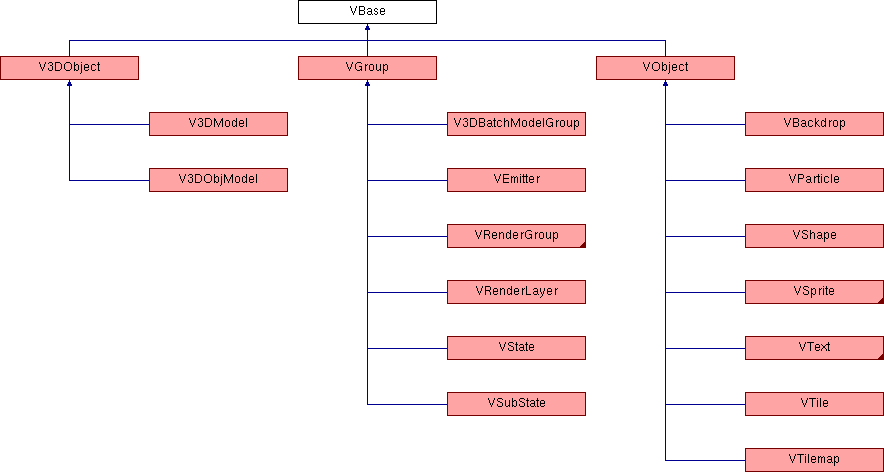 VBase
V3DObject
VGroup
VObject
V3DModel
V3DBatchModelGroup
VBackdrop
V3DObjModel
VEmitter
VParticle
VRenderGroup
VShape
VRenderLayer
VSprite
VState
VText
VSubState
VTile
VTilemap